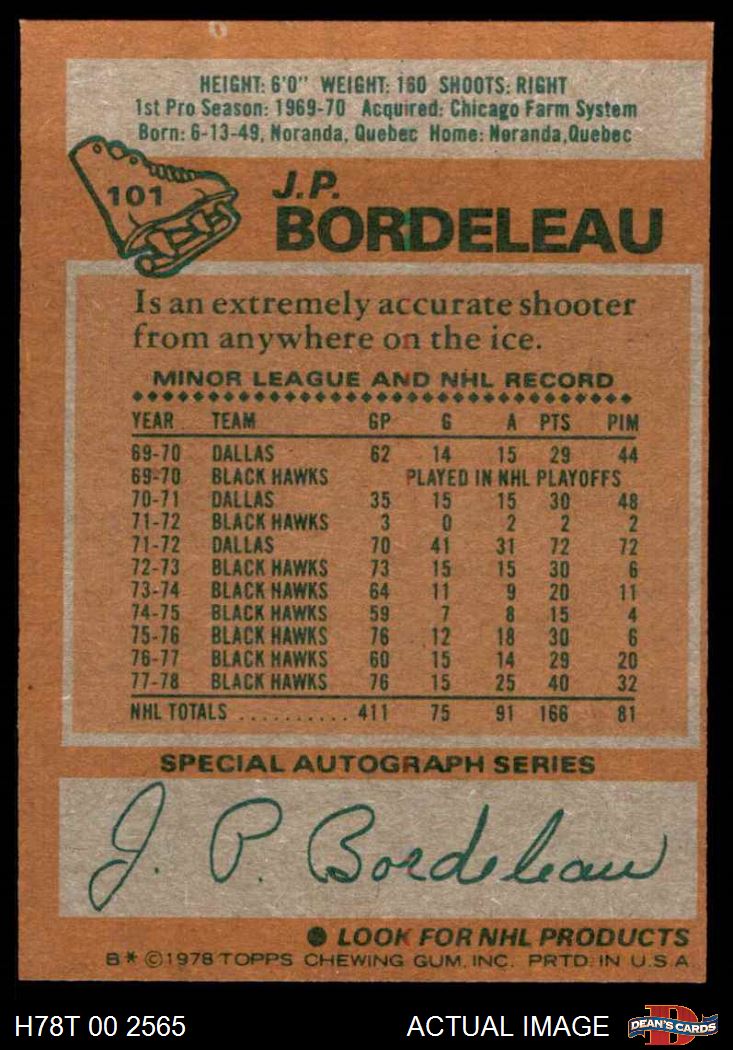 HEIGHT: 6'0" WEIGHT: 160 SHOOTS: RIGHT
1st Pro Season: 1969-70 Acquired: Chicago Farm System
Born: 6-13-49, Noranda, Quebec Home: Noranda, Quebec
101
J.P.
BORDELEAU
Is an extremely accurate shooter
from anywhere on the ice.
MINOR LEAGUE AND NHL RECORD
YEAR TEAM GP G A PTS PIM
69-70 DALLAS 62 14 15 29 44
69-70 BLACK HAWKS PLAYED IN NHL PLAYOFFS
70-71 DALLAS 35 15 15 30 48
71-72 BLACK HAWKS 3 0 2 2 2
71-72 DALLAS 70 41 31 72 72
72-73 BLACK HAWKS 73 15 15 30 6
73-74 BLACK HAWKS 64 11 9 20 11
74-75 BLACK HAWKS 59 7 8 15 4
75-76 BLACK HAWKS 76 12 18 30 6
76-77 BLACK HAWKS 60 15 14 29 20
77-78 BLACK HAWKS 76 15 25 40 32
NHL TOTALS .......... 411 75 91 166 81
SPECIAL AUTOGRAPH SERIES
J. P. Bordeleau
● LOOK FOR NHL PRODUCTS
B* ©1978 TOPPS CHEWING GUM, INC. PRTD IN U.S.A
H78T 00 2565 ACTUAL IMAGE
D
DEAN'S CARDS